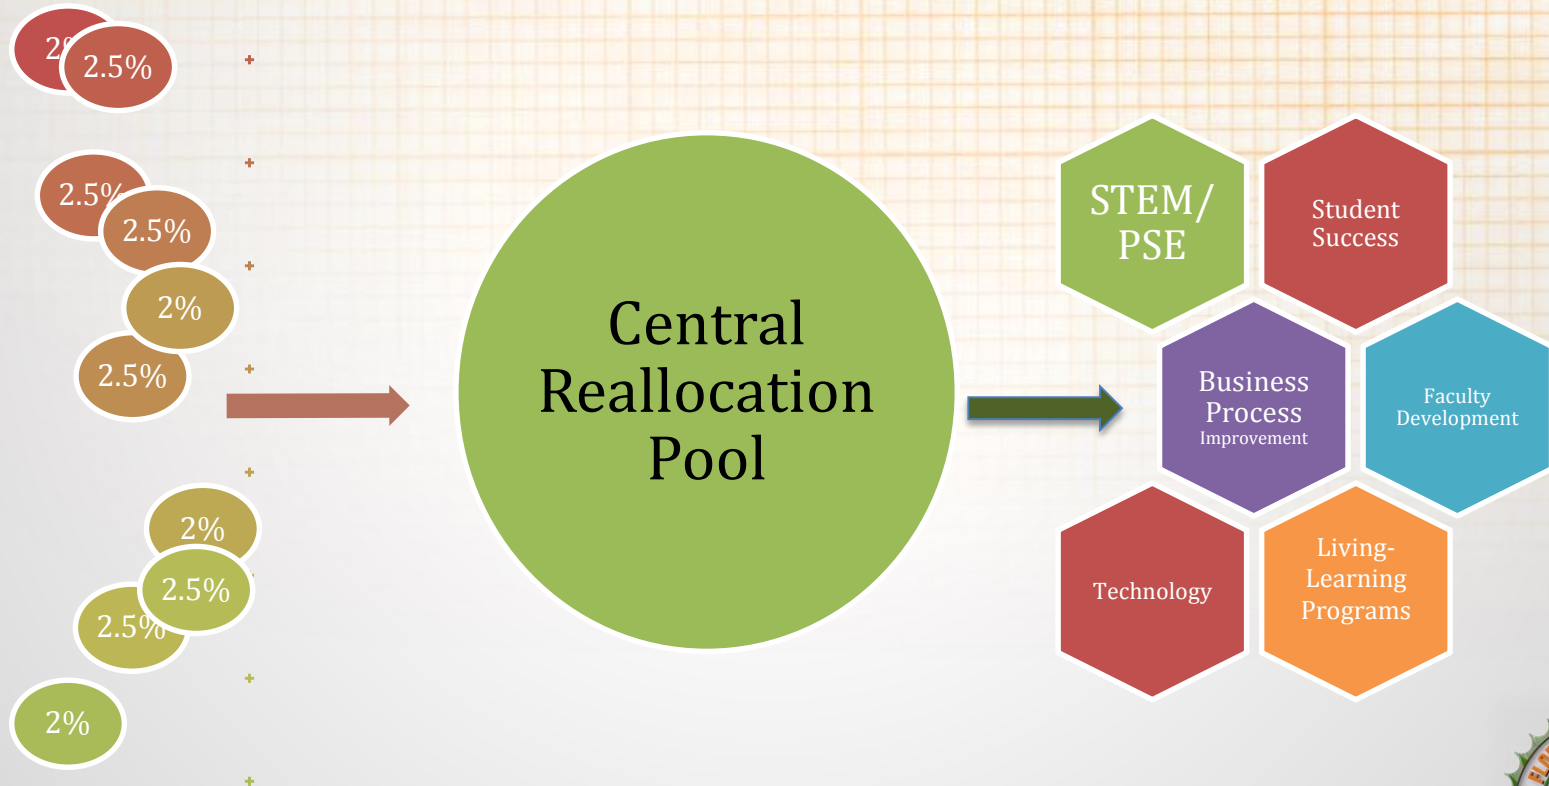 2%
2.5%
2.5%
2.5%
2%
2.5%
2%
2.5%
2.5%
2%
Central
Reallocation
Pool
STEM/
PSE
Student
Success
Business
Process
Improvement
Faculty
Development
Technology
Living-
Learning
Programs